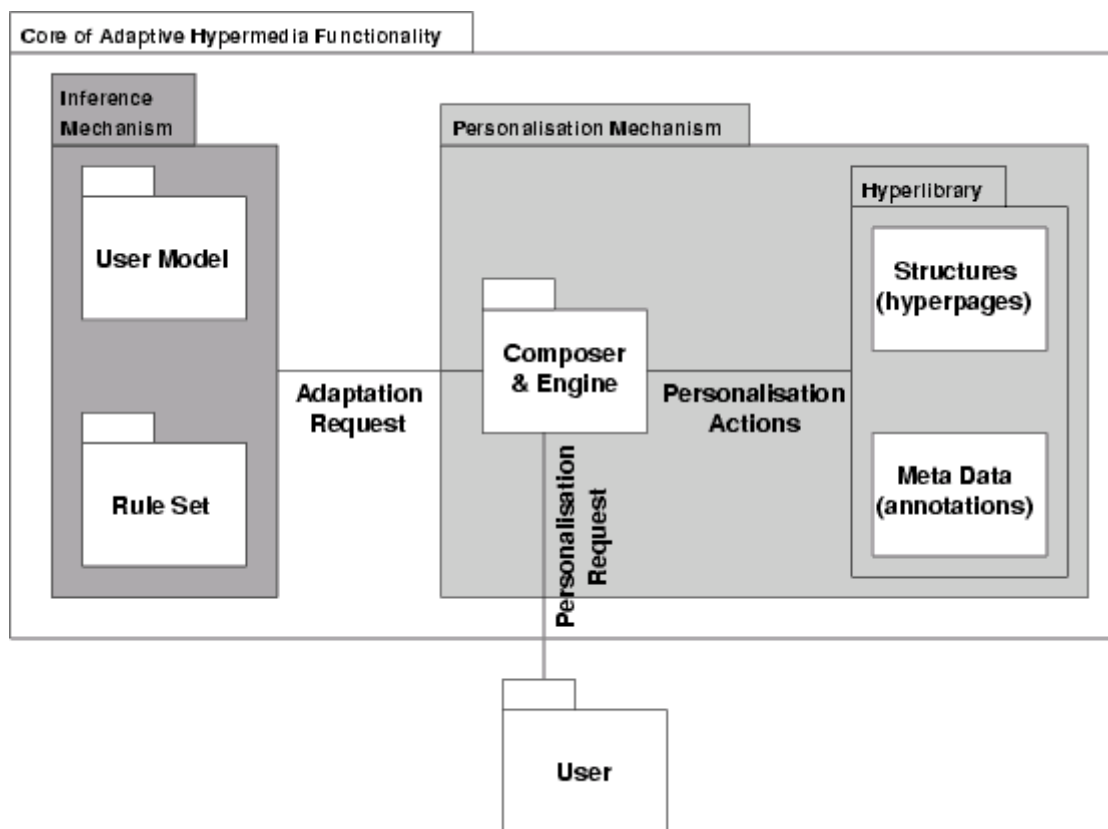 Core of Adaptive Hypermedia Functionality
Inference
Mechanism
User Model
Rule Set
Adaptation
Request
Personalisation Mechanism
Composer
& Engine
Personalisation
Actions
Hyperlibrary
Structures
(hyperpages)
Meta Data
(annotations)
Personalisation
Request
User